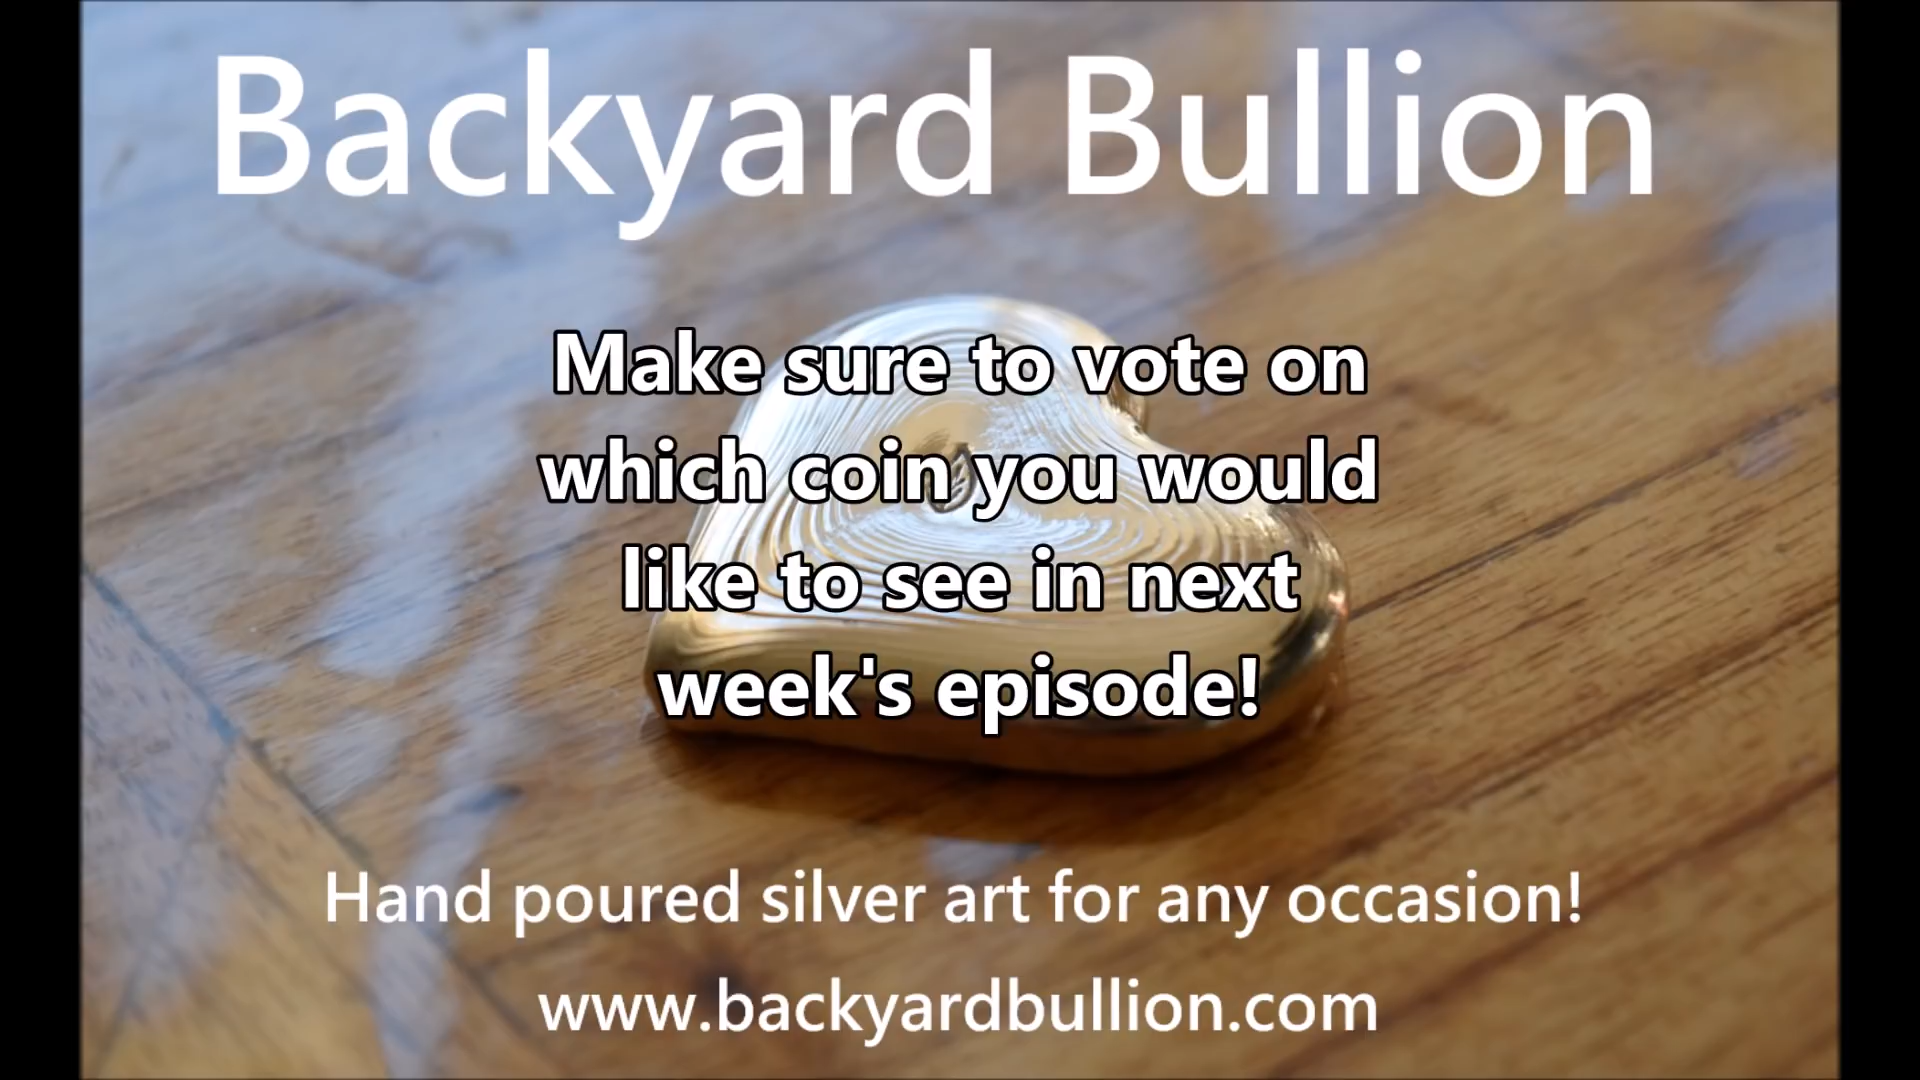 Backyard Bullion
Make sure to vote on
which coin you would
like to see in next
week's episode!
Hand poured silver art for any occasion!
www.backyardbullion.com